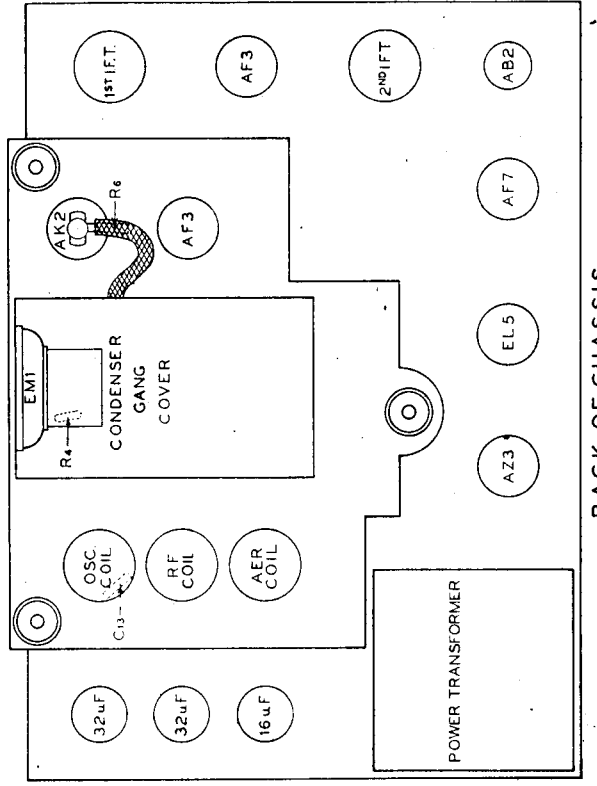 EM1
AK2
1ST I.F.T.
R4
R6
32uF
OSC.
COIL
C13
CONDENSER
GANG
COVER
32uF
RF
COIL
AF3
AF3
16uF
AER
COIL
2ND IFT
POWER TRANSFORMER
AZ3
EL5
AF7
AB2
BACK OF CHASSIS